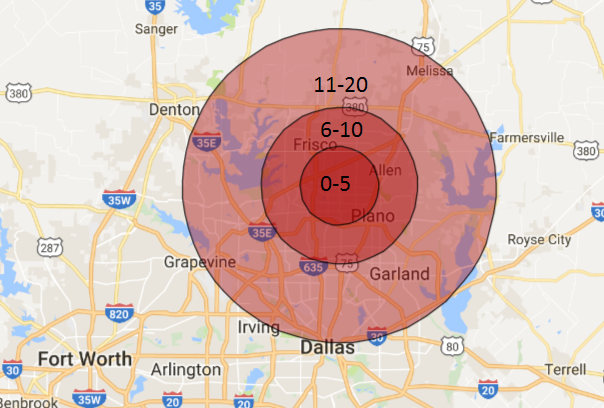 35
Sanger
75
Melissa
380
11-20
380
Denton
6-10
Farmersville
35E
Frisco
380
Allen
0-5
35W
Plano
35E
Royse City
287
Grapevine
635
75
Garland
820
Irving
30
80
Dallas
Fort Worth
30
Arlington
Terrell
20
35W
20
20
Benbrook